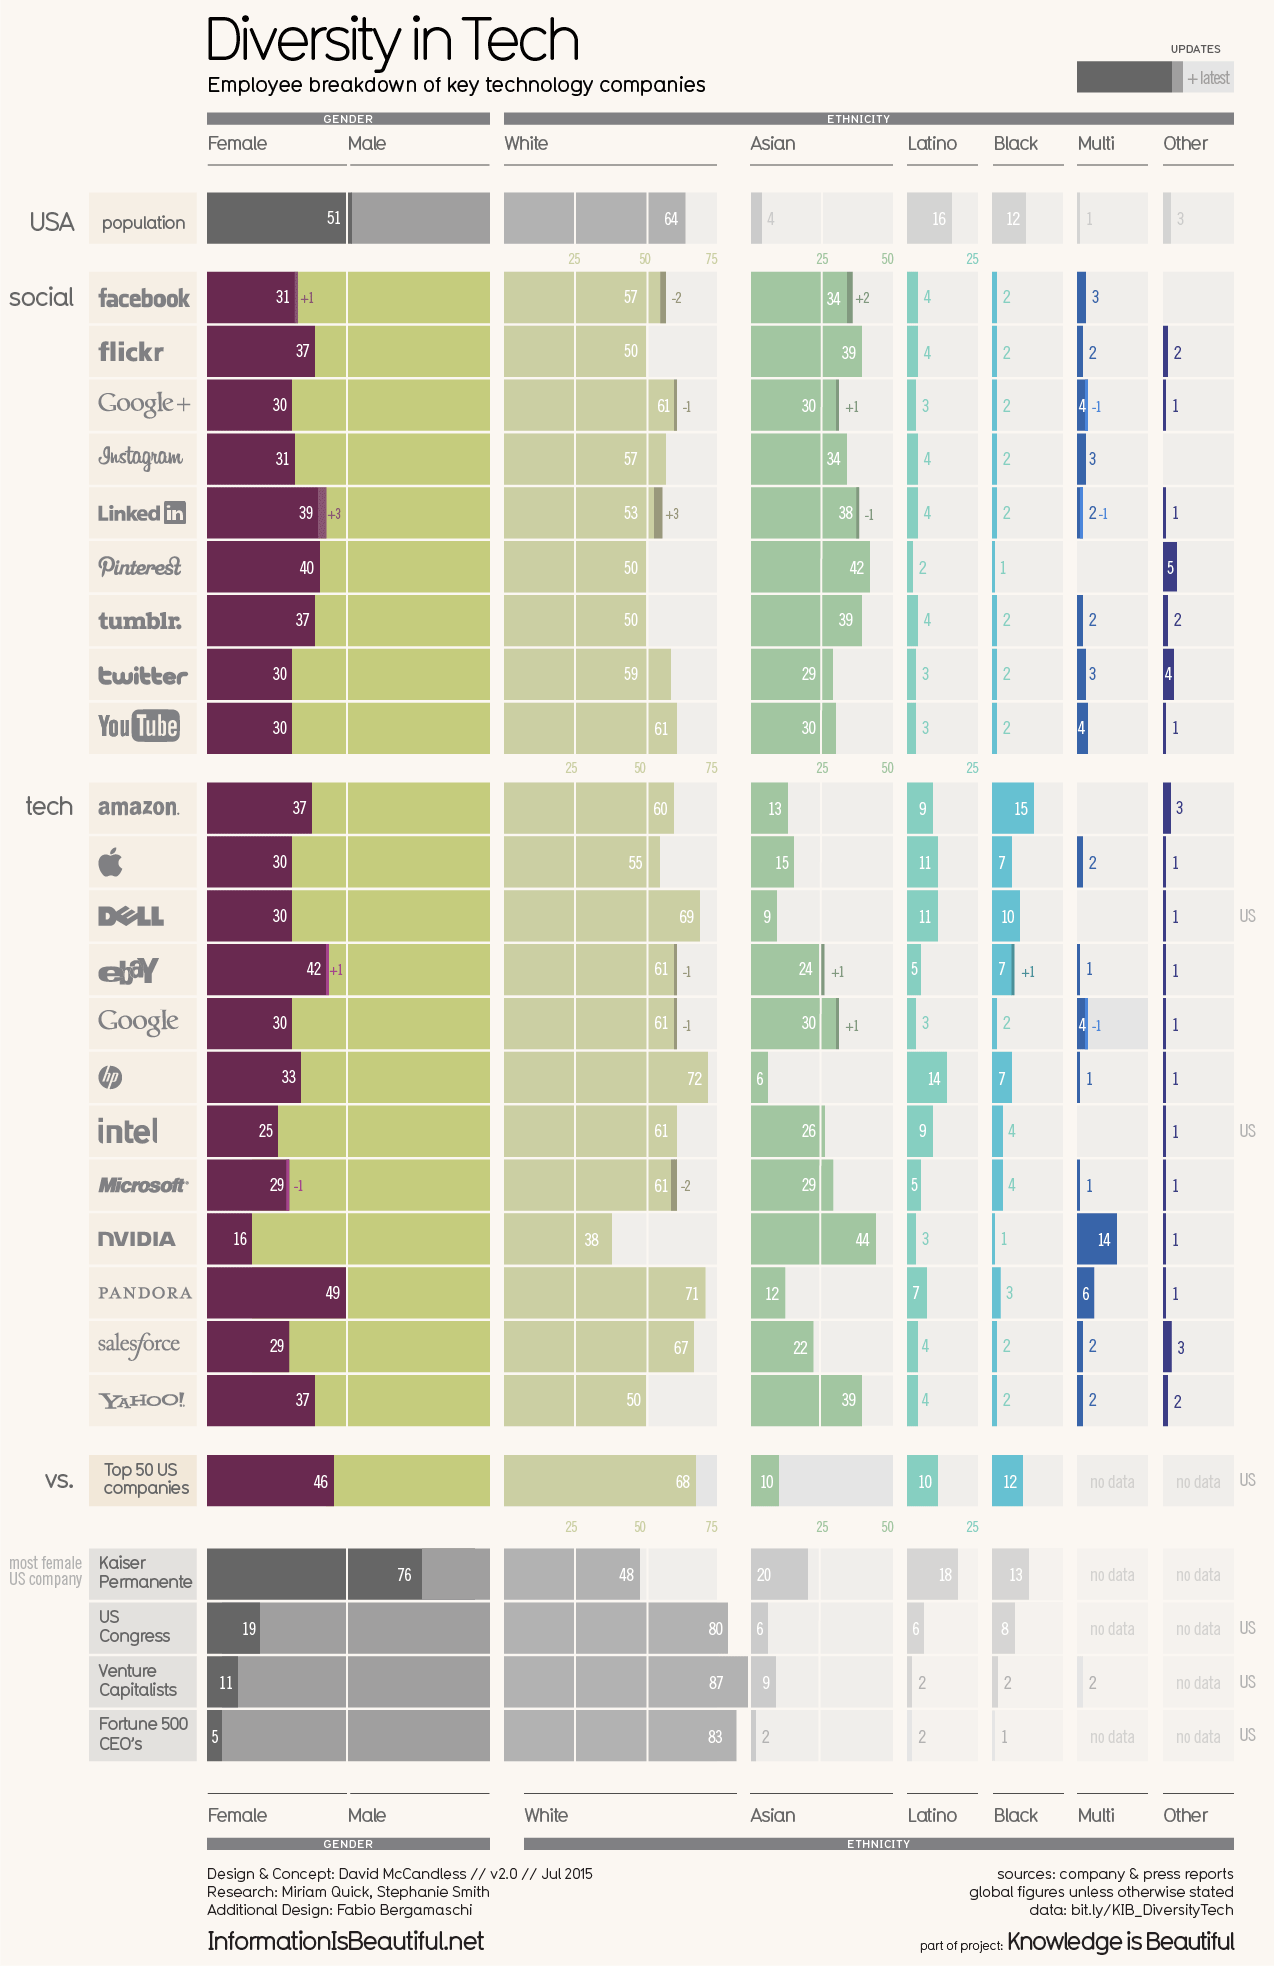 Diversity in Tech
Employee breakdown of key technology companies
UPDATES
+ latest
GENDER ETHNICITY
Female Male White Asian Latino Black Multi Other
USA population 51 64 4 16 12 1 3
25 50 75 25 50 25
social facebook 31 +1 57 -2 34 +2 4 2 3
flickr 37 50 39 4 2 2 2
Google+ 30 61 -1 30 +1 3 2 4 -1 1
Instagram 31 57 34 4 2 3
Linked in 39 +3 53 +3 38 -1 4 2 2 -1 1
Pinterest 40 50 42 2 1 5
tumblr. 37 50 39 4 2 2 2
twitter 30 59 29 3 2 3 4
YouTube 30 61 30 3 2 4 1
25 50 75 25 50 25
tech amazon. 37 60 13 9 15 3
30 55 15 11 7 2 1
DELL 30 69 9 11 10 1 US
ebaY 42 +1 61 -1 24 +1 5 7 +1 1 1
Google 30 61 -1 30 +1 3 2 4 -1 1
hp 33 72 6 14 7 1 1
intel 25 61 26 9 4 1 US
Microsoft 29 -1 61 -2 29 5 4 1 1
NVIDIA 16 38 44 3 1 14 1
PANDORA 49 71 12 7 3 6 1
salesforce 29 67 22 4 2 2 3
YAHOO! 37 50 39 4 2 2 2
vs. Top 50 US companies 46 68 10 10 12 no data no data US
25 50 75 25 50 25
most female US company Kaiser Permanente 76 48 20 18 13 no data no data
US Congress 19 80 6 6 8 no data no data US
Venture Capitalists 11 87 9 2 2 2 no data US
Fortune 500 CEO's 5 83 2 2 1 no data no data US
Female Male White Asian Latino Black Multi Other
GENDER ETHNICITY
Design & Concept: David McCandless // v2.0 // Jul 2015
Research: Miriam Quick, Stephanie Smith
Additional Design: Fabio Bergamaschi
InformationIsBeautiful.net
sources: company & press reports
global figures unless otherwise stated
data: bit.ly/KIB_DiversityTech
part of project: Knowledge is Beautiful